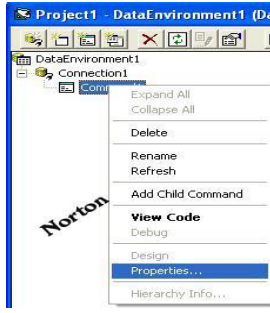 Project1 - DataEnvironment1 (Da
DataEnvironment1
Connection1
Expand All
Collapse All
Delete
Rename
Refresh
Add Child Command
View Code
Debug
Design
Properties...
Hierarchy Info...
Norton